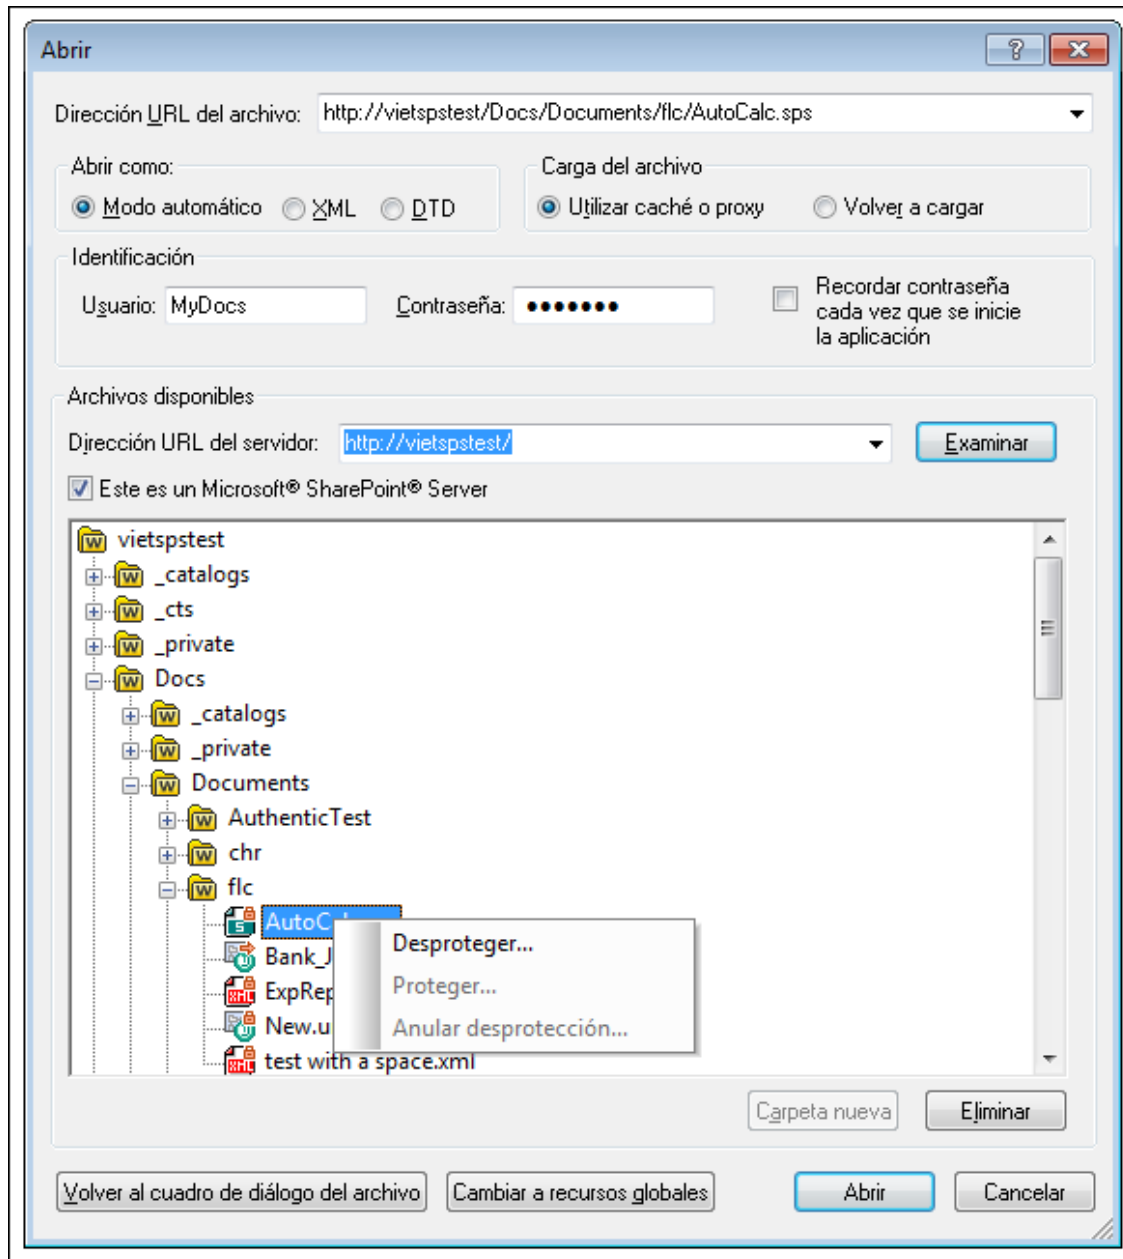 Abrir
Dirección URL del archivo: http://vietspstest/Docs/Documents/flc/AutoCalc.sps
Abrir como:
Modo automático XML DTD
Carga del archivo
Utilizar caché o proxy Volver a cargar
Identificación
Usuario: MyDocs Contraseña: ●●●●●●●
Recordar contraseña
cada vez que se inicie
la aplicación
Archivos disponibles
Dirección URL del servidor: http://vietspstest/ Examinar
Este es un Microsoft® SharePoint® Server
vietspstest
_catalogs
_cts
_private
Docs
_catalogs
_private
Documents
AuthenticTest
chr
flc
Desproteger...
Proteger...
Anular desprotección...
test with a space.xml
Carpeta nueva Eliminar
Volver al cuadro de diálogo del archivo Cambiar a recursos globales Abrir Cancelar